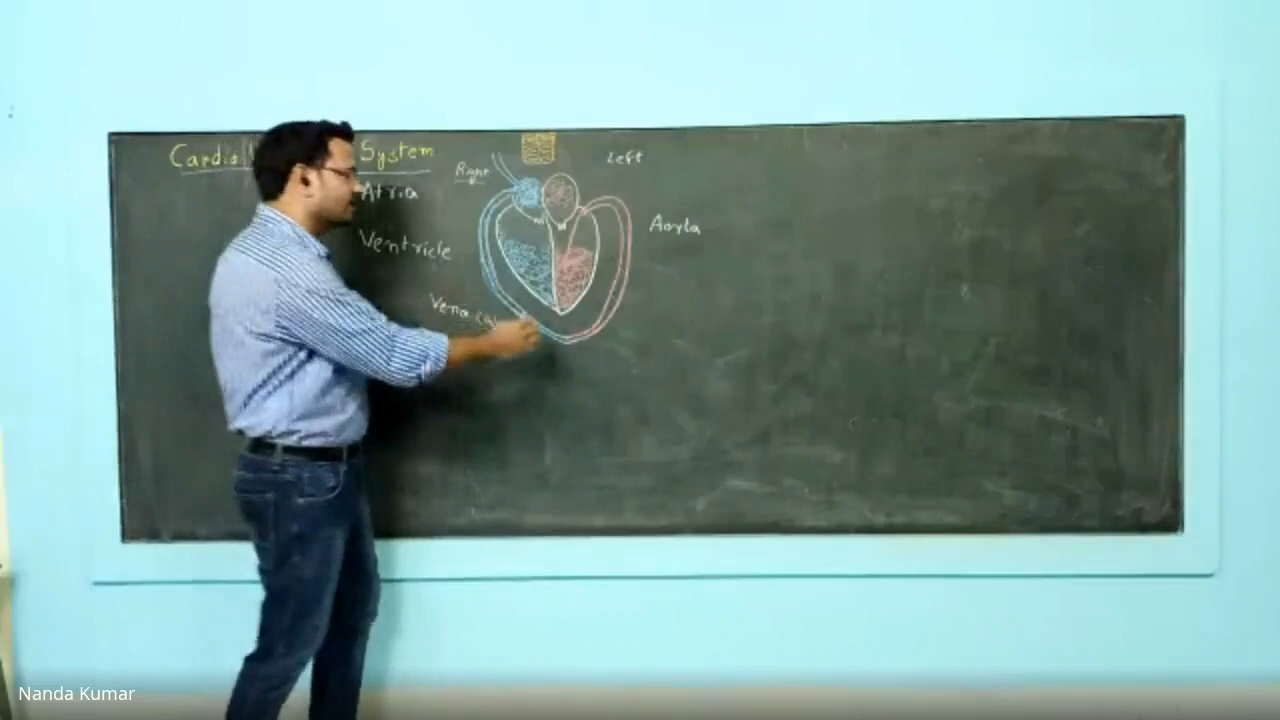 Cardio System
Right
Left
Atria
Ventricle
Aorta
Vena
Nanda Kumar